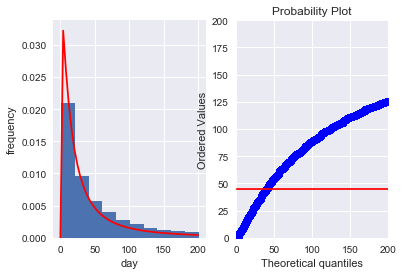 Probability Plot
frequency
0.030
0.025
0.020
0.015
0.010
0.005
0.000
0 50 100 150 200
day
Ordered Values
200
175
150
125
100
75
50
25
0
0 50 100 150 200
Theoretical quantiles